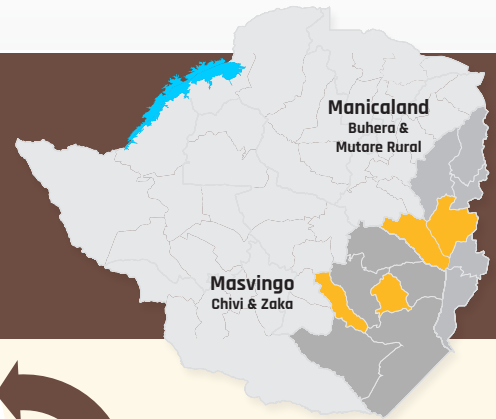 Manicaland
Buhera &
Mutare Rural
Masvingo
Chivi & Zaka